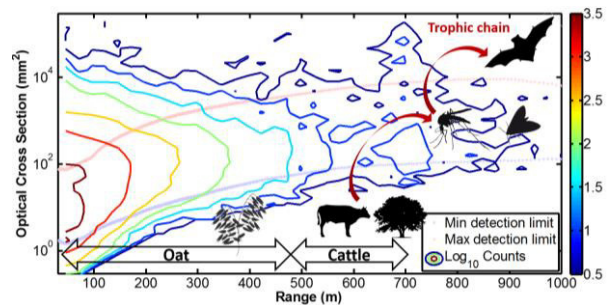 Trophic chain
3.5
3
2.5
2
1.5
1
0.5
Optical Cross Section (mm²)
10⁴
10²
10⁰
Oat
Cattle
Min detection limit
Max detection limit
Log₁₀ Counts
100 200 300 400 500 600 700 800 900 1000
Range (m)